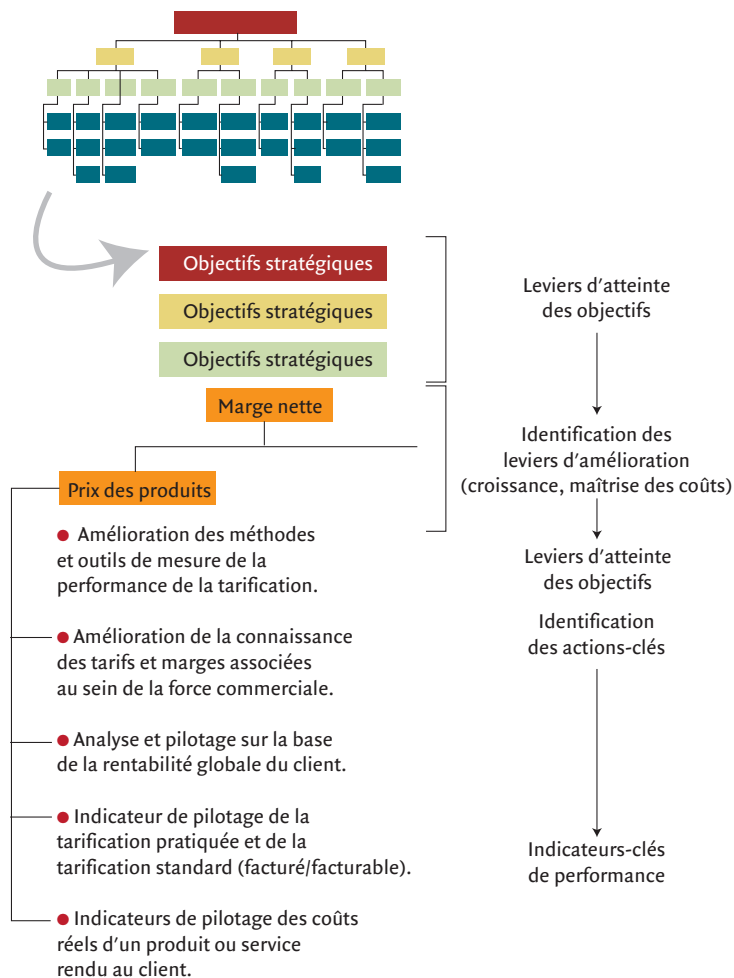 Objectifs stratégiques
Objectifs stratégiques
Objectifs stratégiques
Marge nette
Prix des produits
● Amélioration des méthodes
et outils de mesure de la
performance de la tarification.
● Amélioration de la connaissance
des tarifs et marges associées
au sein de la force commerciale.
● Analyse et pilotage sur la base
de la rentabilité globale du client.
● Indicateur de pilotage de la
tarification pratiquée et de la
tarification standard (facturé/facturable).
● Indicateurs de pilotage des coûts
réels d'un produit ou service
rendu au client.
Leviers d'atteinte
des objectifs
Identification des
leviers d'amélioration
(croissance, maîtrise des coûts)
Leviers d'atteinte
des objectifs
Identification
des actions-clés
Indicateurs-clés
de performance